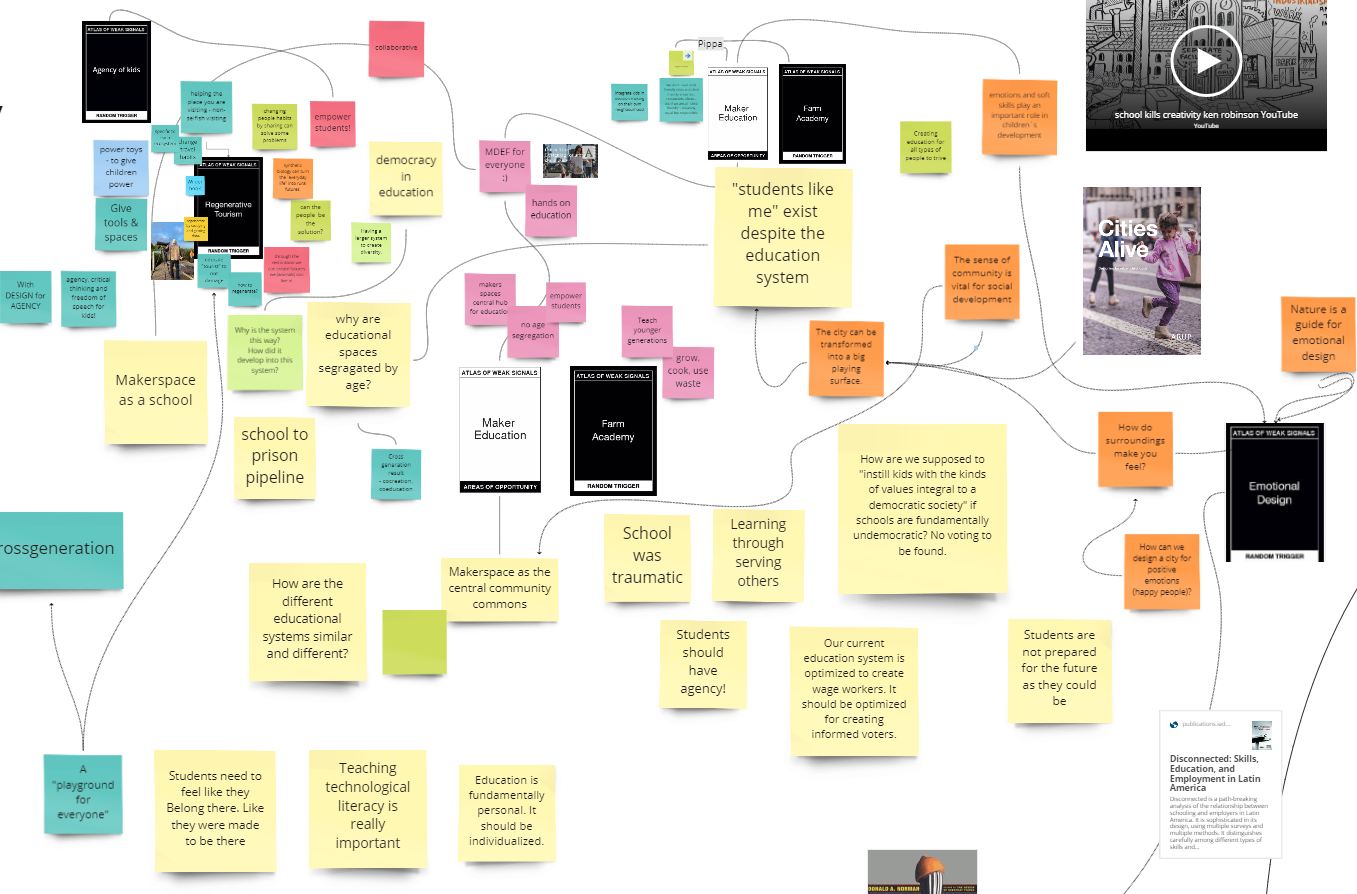 ATLAS OF WEAK SIGNALS
Agency of kids
RANDOM TRIGGER
collaborative
helping the
place you are
visiting - non-
selfish visiting
changing
people habits
by sharing can
solve some
problems
empower
students!
change
travel
habits
power toys
- to give
children
power
Give
tools &
spaces
ATLAS OF WEAK SIGNALS
Regenerative
Tourism
RANDOM TRIGGER
synthetic
biology can turn the
"everyday
life" into rural
futures
can the
people be
the
solution?
democracy
in
education
Having a
larger system
to create
diversity.
how to
regenerate?
With
DESIGN for
AGENCY
agency, critical
thinking and
freedom of
speech for
kids!
Why is the system
this way?
How did it
develop into this
system?
why are
educational
spaces
segragated by
age?
Makerspace
as a school
school to
prison
pipeline
Cross
generation
result
- cocreation,
coeducation
rossgeneration
MDEF for
everyone
:)
hands on
education
makers
spaces
central hub
for education
empower
students
no age
segregation
Teach
younger
generations
grow,
cook, use
waste
ATLAS OF WEAK SIGNALS
Maker
Education
AREAS OF OPPORTUNITY
ATLAS OF WEAK SIGNALS
Farm
Academy
RANDOM TRIGGER
Pippa
ATLAS OF WEAK SIGNALS
Maker
Education
AREAS OF OPPORTUNITY
ATLAS OF WEAK SIGNALS
Farm
Academy
RANDOM TRIGGER
"students like
me" exist
despite the
education
system
Creating
education for
all types of
people to trive
emotions and soft
skills play an
important role in
children´s
development
SEPARATE
FACILITIES
BARS
school kills creativity ken robinson YouTube
YouTube
The sense of
community is
vital for social
development
The city can be
transformed
into a big
playing
surface.
Cities
Alive
ARUP
Nature is a
guide for
emotional
design
How do
surroundings
make you
feel?
ATLAS OF WEAK SIGNALS
Emotional
Design
RANDOM TRIGGER
How can we
design a city for
positive
emotions
(happy people)?
How are we supposed to
"instill kids with the kinds
of values integral to a
democratic society" if
schools are fundamentally
undemocratic? No voting to
be found.
School
was
traumatic
Learning
through
serving
others
Makerspace as the
central community
commons
How are the
different
educational
systems similar
and different?
Students
should
have
agency!
Our current
education system is
optimized to create
wage workers. It
should be optimized
for creating
informed voters.
Students are
not prepared
for the future
as they could
be
A
"playground
for
everyone"
Students need to
feel like they
Belong there. Like
they were made
to be there
Teaching
technological
literacy is
really
important
Education is
fundamentally
personal. It
should be
individualized.
publications.iad...
Disconnected: Skills,
Education, and
Employment in Latin
America
Disconnected is a path-breaking
analysis of the relationship between
schooling and employers in Latin
America. It is sophisticated in its
design, using multiple surveys and
multiple methods. It distinguishes
carefully among different types of
skills and...
DONALD A. NORMAN